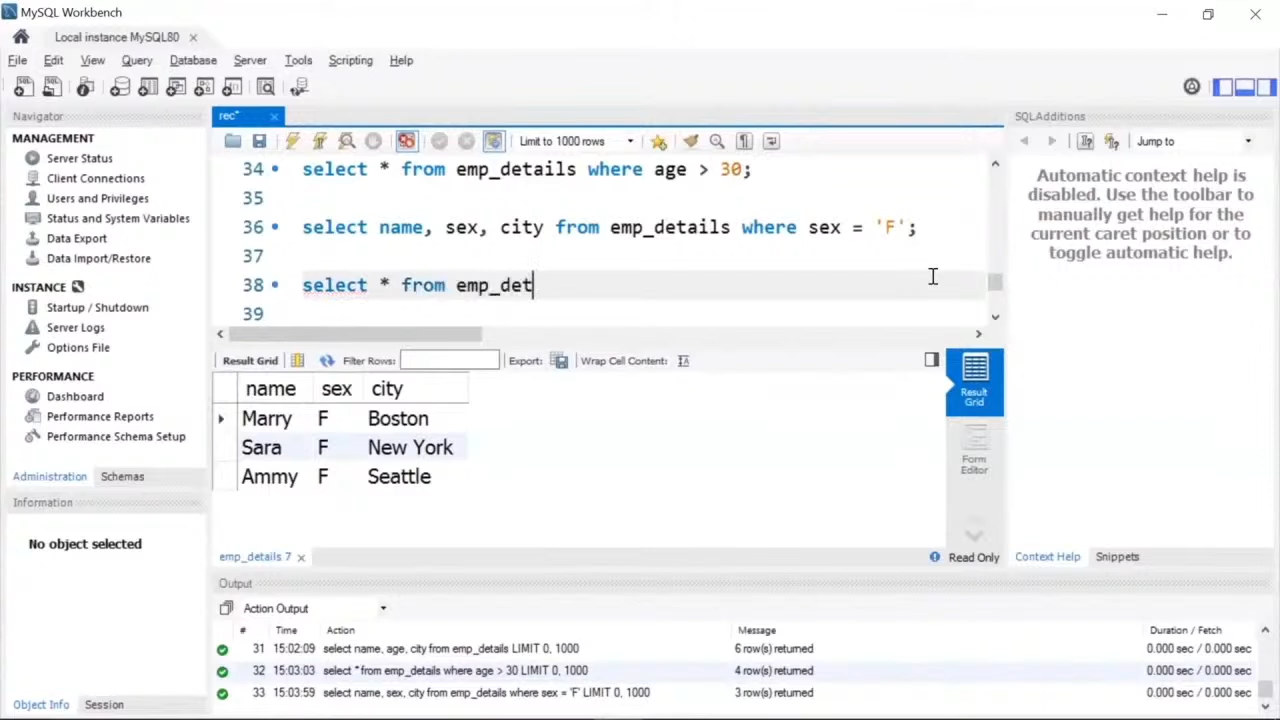 MySQL Workbench
Local instance MySQL80
File Edit View Query Database Server Tools Scripting Help
Navigator
MANAGEMENT
Server Status
Client Connections
Users and Privileges
Status and System Variables
Data Export
Data Import/Restore
INSTANCE
Startup / Shutdown
Server Logs
Options File
PERFORMANCE
Dashboard
Performance Reports
Performance Schema Setup
Administration Schemas
Information
No object selected
Object Info Session
rec*
Limit to 1000 rows
34 select * from emp_details where age > 30;
35
36 select name, sex, city from emp_details where sex = 'F';
37
38 select * from emp_det
39
Result Grid Filter Rows: Export: Wrap Cell Content:
name sex city
Marry F Boston
Sara F New York
Ammy F Seattle
Result Grid
Form Editor
emp_details 7
Read Only
SQLAdditions
Jump to
Automatic context help is
disabled. Use the toolbar to
manually get help for the
current caret position or to
toggle automatic help.
Context Help Snippets
Output
Action Output
# Time Action Message Duration / Fetch
31 15:02:09 select name, age, city from emp_details LIMIT 0, 1000 6 row(s) returned 0.000 sec / 0.000 sec
32 15:03:03 select * from emp_details where age > 30 LIMIT 0, 1000 4 row(s) returned 0.000 sec / 0.000 sec
33 15:03:59 select name, sex, city from emp_details where sex = 'F' LIMIT 0, 1000 3 row(s) returned 0.000 sec / 0.000 sec